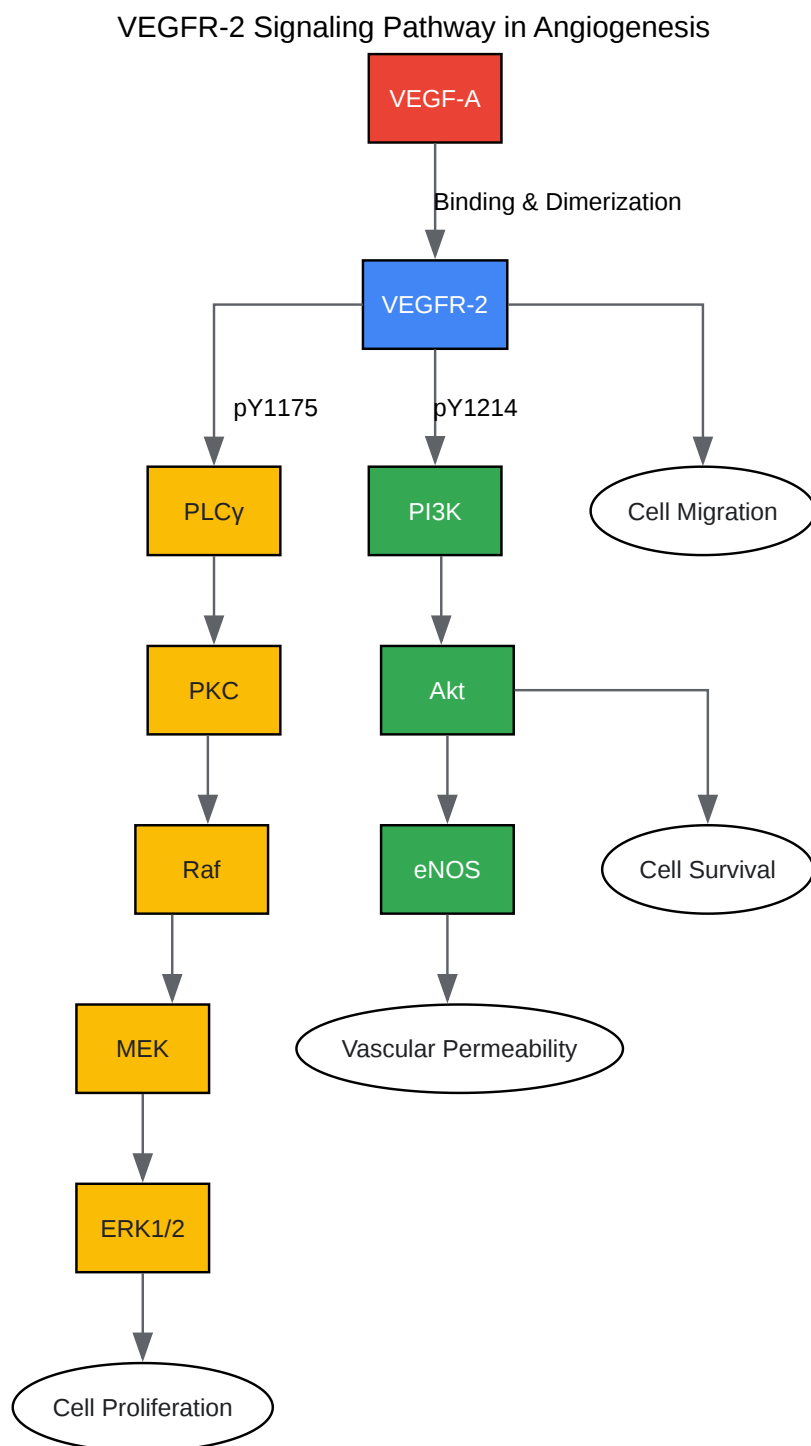 VEGFR-2 Signaling Pathway in Angiogenesis
VEGF-A
Binding & Dimerization
VEGFR-2
pY1175
pY1214
PLCγ
PI3K
Cell Migration
PKC
Akt
Raf
eNOS
Cell Survival
MEK
Vascular Permeability
ERK1/2
Cell Proliferation